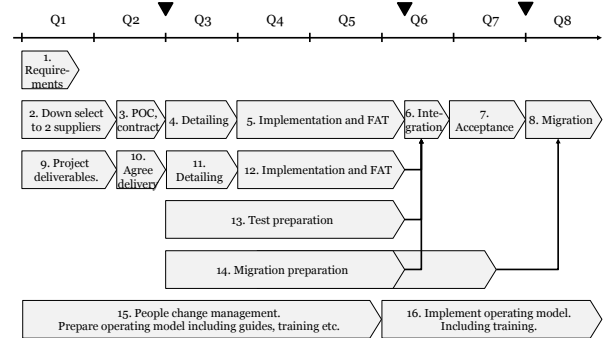 Q1 Q2 Q3 Q4 Q5 Q6 Q7 Q8
1.
Require-
ments
2. Down select
to 2 suppliers
3. POC,
contract
4. Detailing
5. Implementation and FAT
6. Inte-
gration
7.
Acceptance
8. Migration
9. Project
deliverables.
10.
Agree
delivery
11.
Detailing
12. Implementation and FAT
13. Test preparation
14. Migration preparation
15. People change management.
Prepare operating model including guides, training etc.
16. Implement operating model.
Including training.